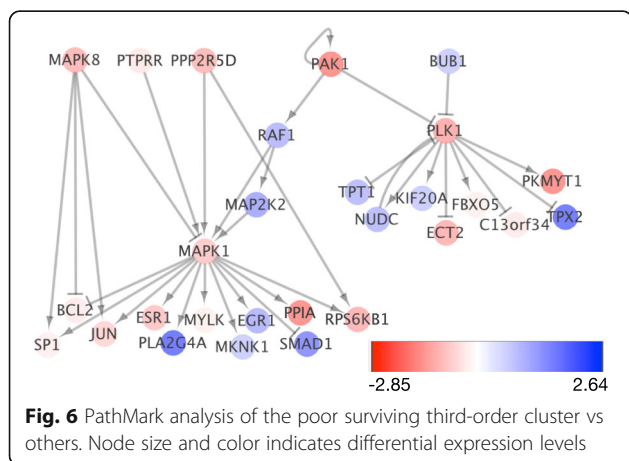 MAPK8 PTPRR PPP2R5D PAK1 BUB1
RAF1 PLK1
MAP2K2 TPT1 NUDC KIF20A FBXO5 PKMYT1
ECT2 C13orf34 TPX2
MAPK1
BCL2 ESR1 MYLK EGR1 PPIA RPS6KB1
SP1 JUN PLA2G4A MKNK1 SMAD1
-2.85 2.64
Fig. 6 PathMark analysis of the poor surviving third-order cluster vs
others. Node size and color indicates differential expression levels